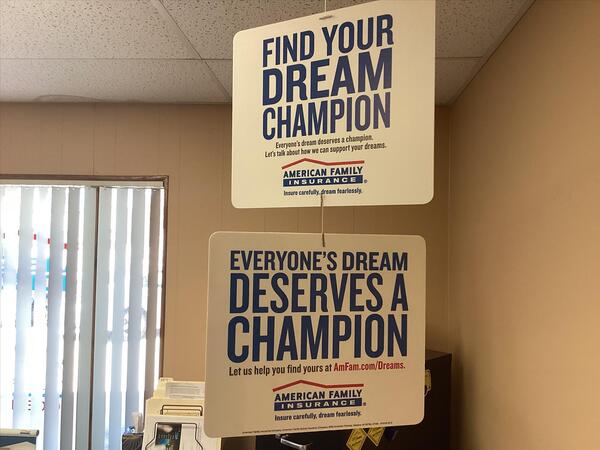 FIND YOUR
DREAM
CHAMPION
Everyone's dream deserves a champion.
Let's talk about how we can support your dreams.
AMERICAN FAMILY
INSURANCE ®
Insure carefully, dream fearlessly.
EVERYONE'S DREAM
DESERVES A
CHAMPION
Let us help you find yours at AmFam.com/Dreams.
AMERICAN FAMILY
INSURANCE ®
Insure carefully, dream fearlessly.